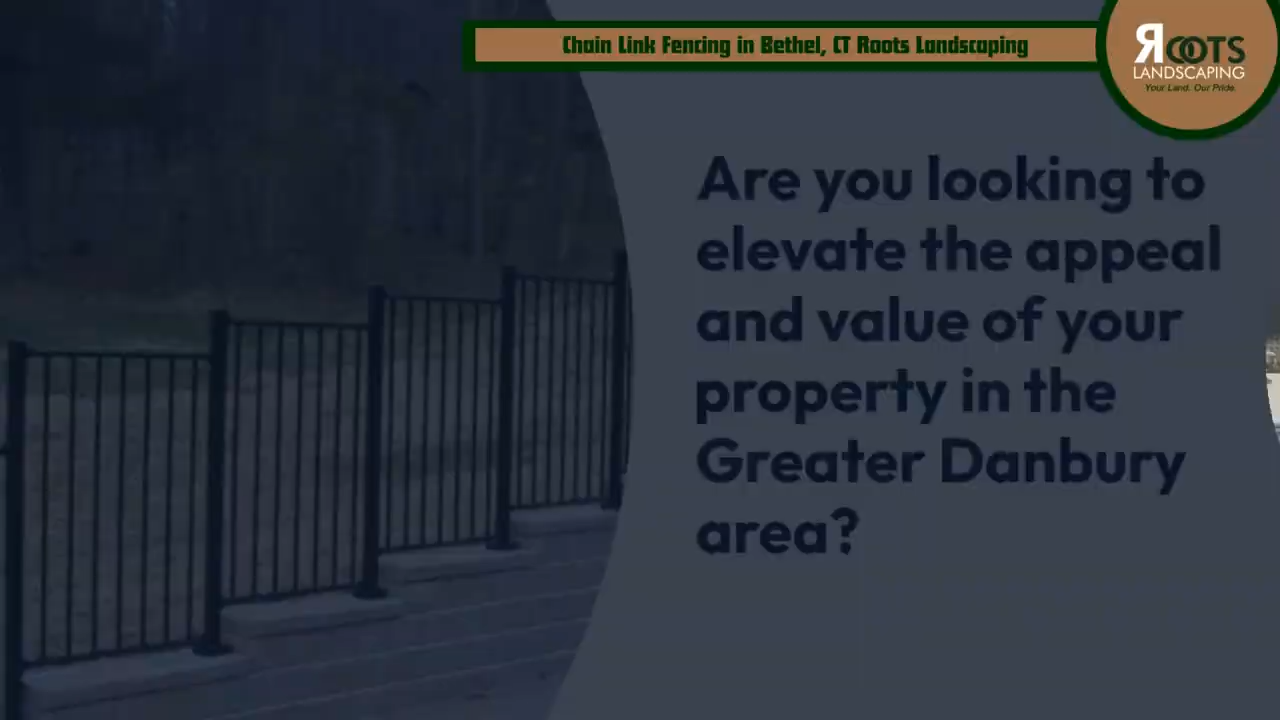 Chain Link Fencing in Bethel, CT Roots Landscaping
ROOTS
LANDSCAPING
Your Land. Our Pride.
Are you looking to
elevate the appeal
and value of your
property in the
Greater Danbury
area?